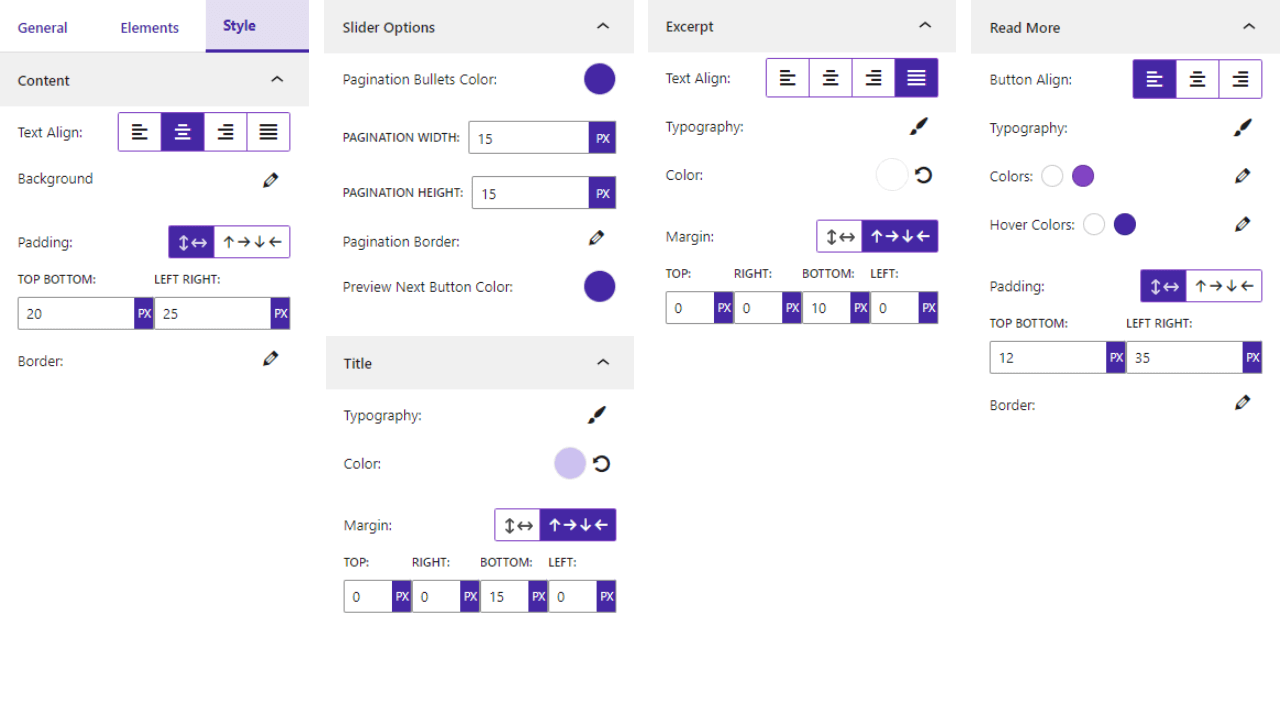 General Elements Style
Content
Text Align:
Background
Padding:
TOP BOTTOM: LEFT RIGHT:
20 PX 25 PX
Border:
Slider Options
Pagination Bullets Color:
PAGINATION WIDTH: 15 PX
PAGINATION HEIGHT: 15 PX
Pagination Border:
Preview Next Button Color:
Title
Typography:
Color:
Margin:
TOP: RIGHT: BOTTOM: LEFT:
0 PX 0 PX 15 PX 0 PX
Excerpt
Text Align:
Typography:
Color:
Margin:
TOP: RIGHT: BOTTOM: LEFT:
0 PX 0 PX 10 PX 0 PX
Read More
Button Align:
Typography:
Colors:
Hover Colors:
Padding:
TOP BOTTOM: LEFT RIGHT:
12 PX 35 PX
Border: